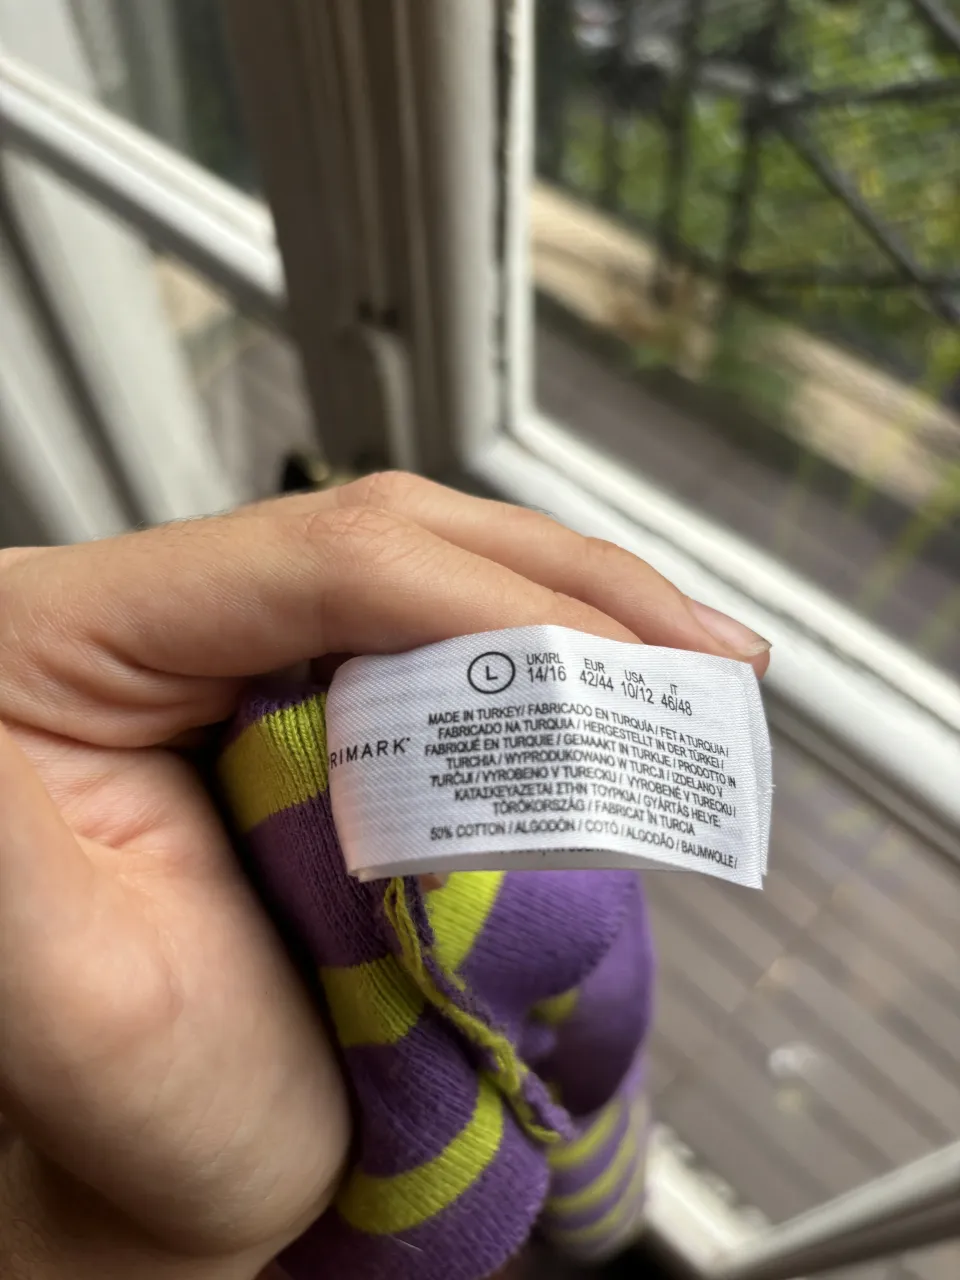 L
UK/IRL EUR USA IT
14/16 42/44 10/12 46/48
RIMARK
MADE IN TURKEY / FABRICADO EN TURQUÍA / FET A TURQUIA /
FABRICADO NA TURQUIA / HERGESTELLT IN DER TÜRKEI /
FABRIQUÉ EN TURQUIE / GEMAAKT IN TURKIJE / PRODOTTO IN
TURCHIA / WYPRODUKOWANO W TURCJI / IZDELANO V
TURČIJI / VYROBENO V TURECKU / VYROBENÉ V TURECKU /
ΚΑΤΑΣΚΕΥΑΖΕΤΑΙ ΣΤΗΝ ΤΟΥΡΚΙΑ / GYÁRTÁS HELYE:
TÖRÖKORSZÁG / FABRICAT ÎN TURCIA
50% COTTON / ALGODÓN / COTÓ / ALGODÃO / BAUMWOLLE /